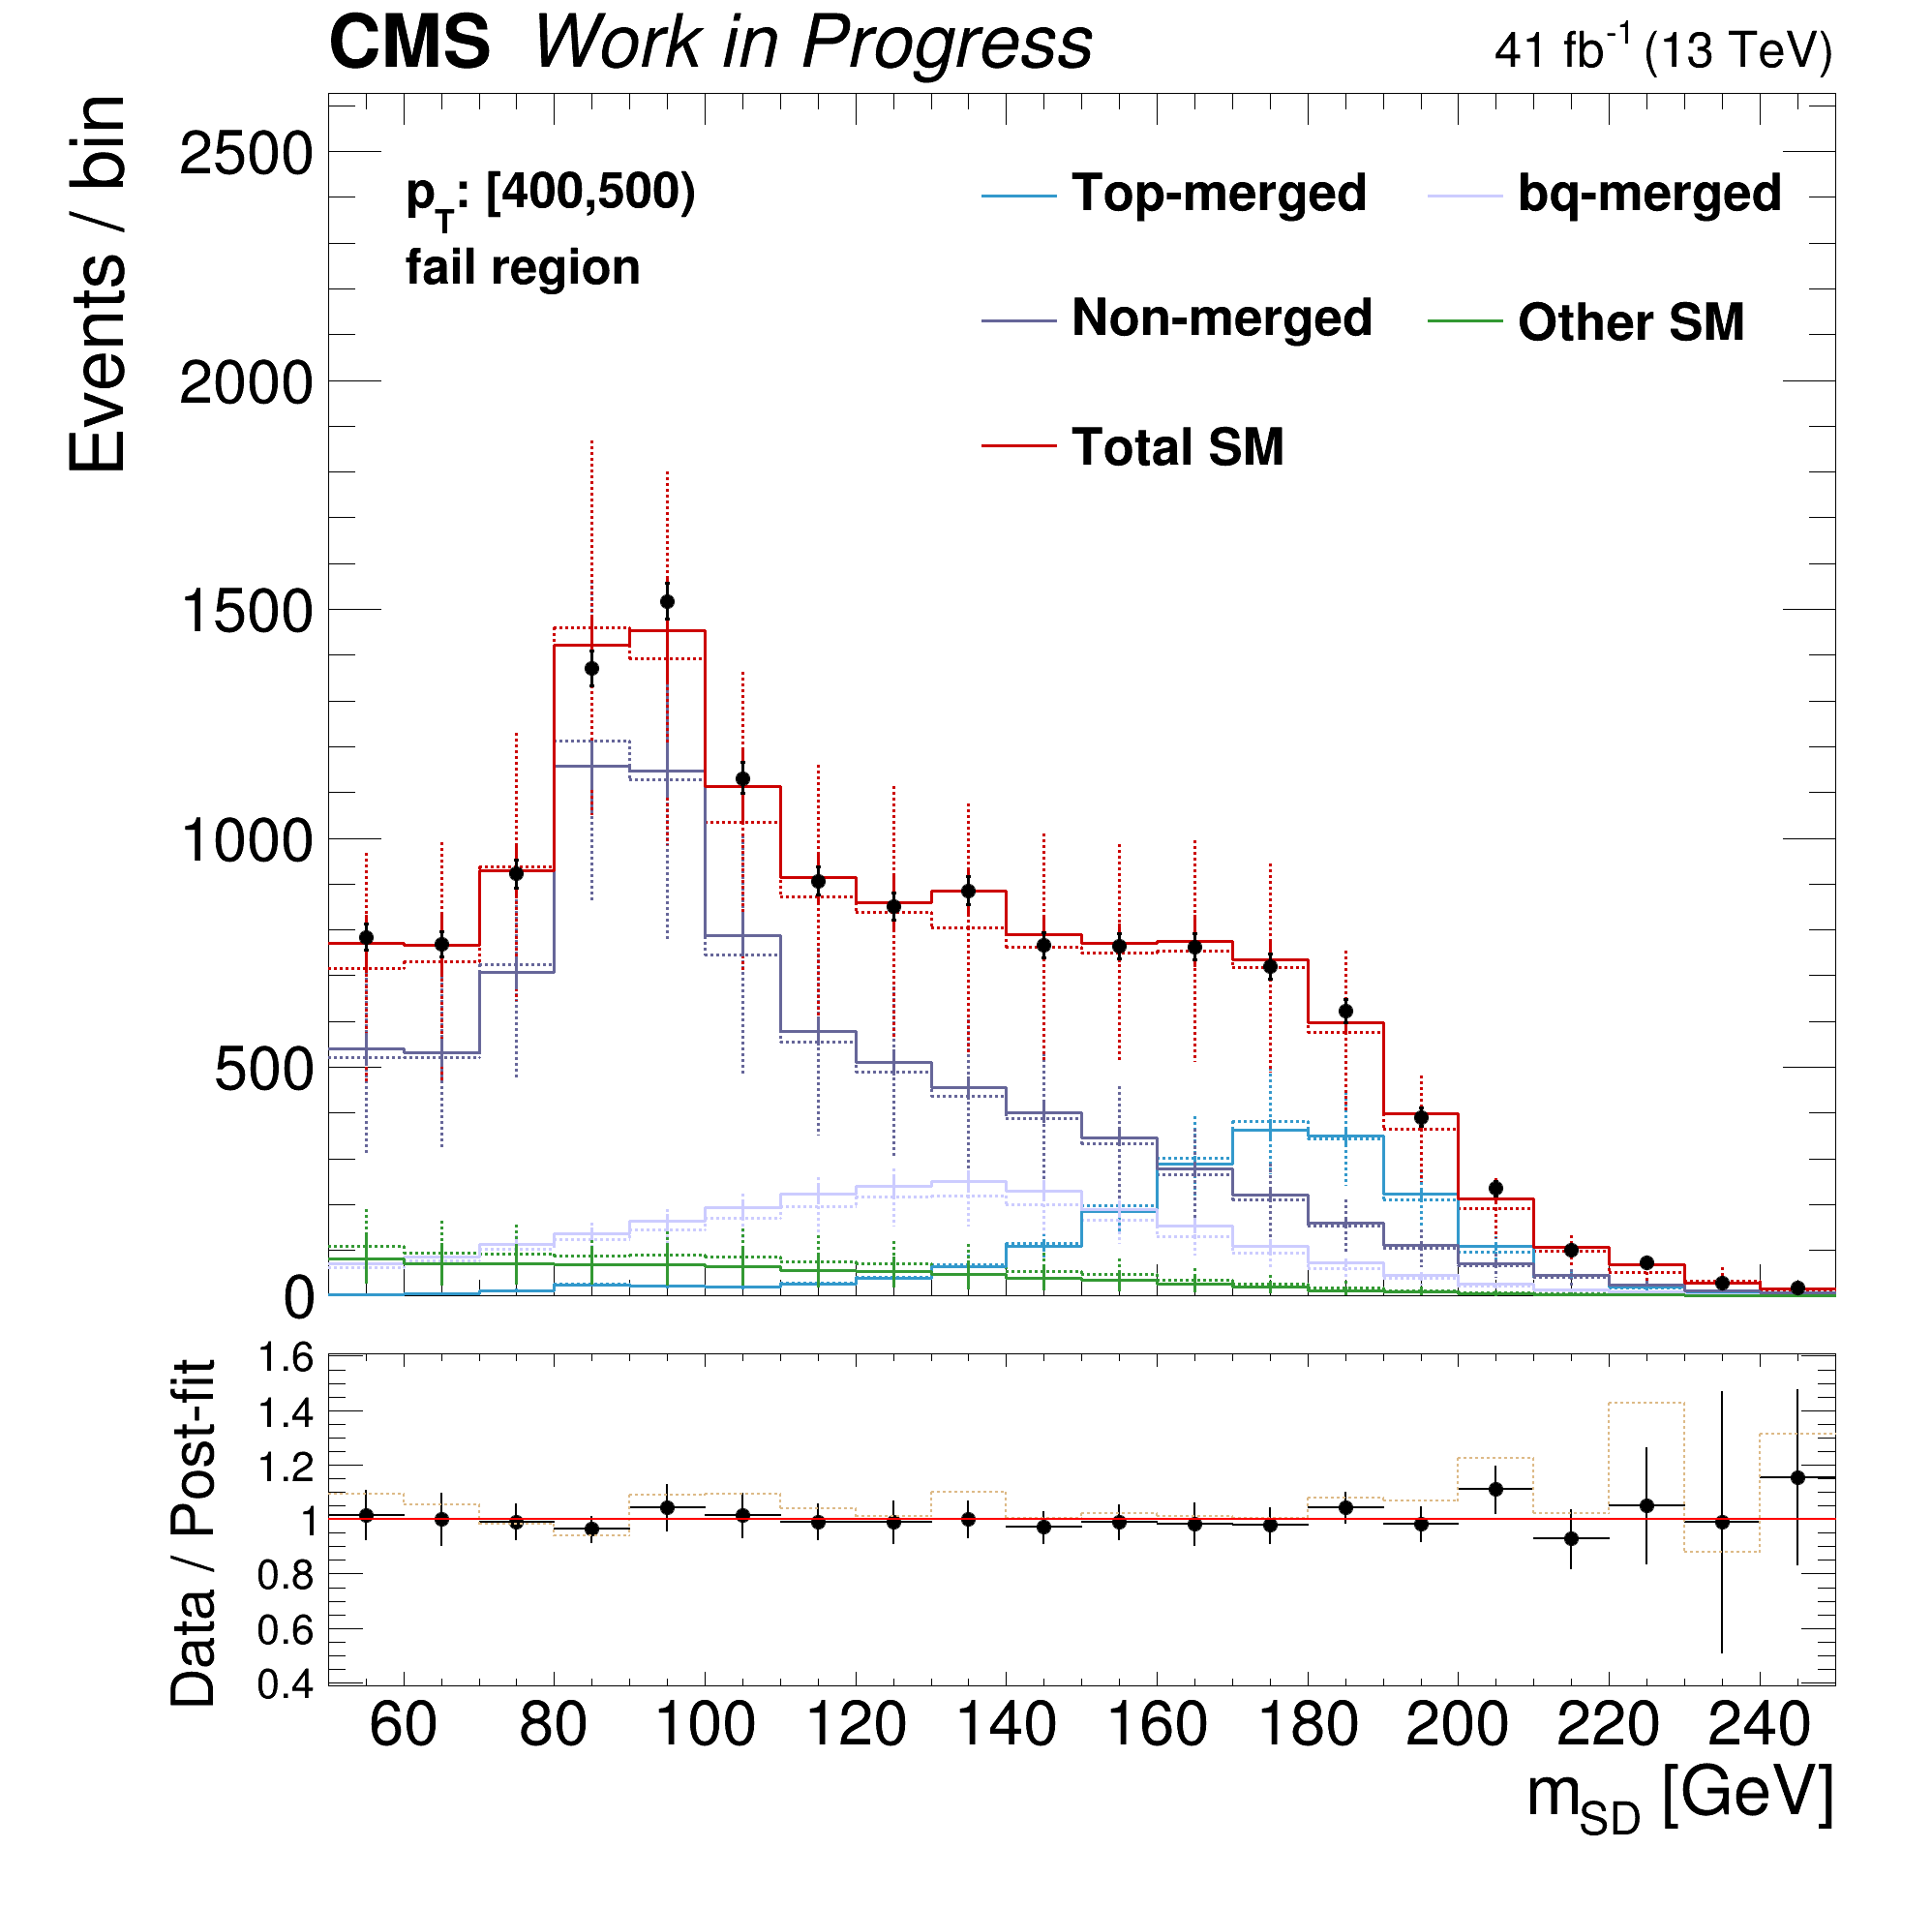 CMS Work in Progress
41 fb-1 (13 TeV)
Events / bin
2500
2000
1500
1000
500
0
pT: [400,500)
fail region
Top-merged
bq-merged
Non-merged
Other SM
Total SM
Data / Post-fit
1.6
1.4
1.2
1
0.8
0.6
0.4
60 80 100 120 140 160 180 200 220 240
mSD [GeV]